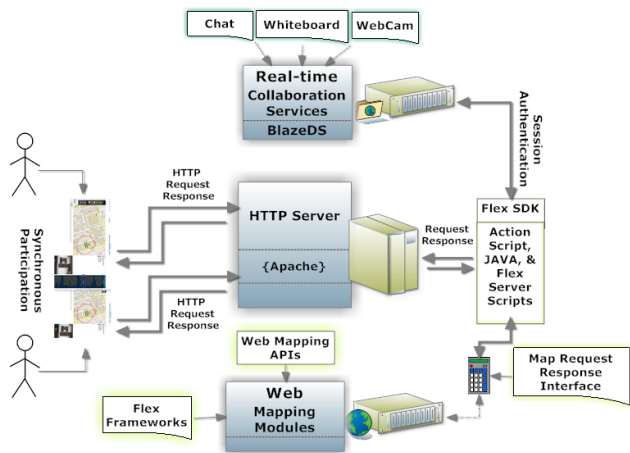 Chat
Whiteboard
WebCam
Real-time
Collaboration
Services
BlazeDS
Session
Authentication
HTTP
Request
Response
HTTP Server
{Apache}
Request
Response
Flex SDK
Action
Script,
JAVA, &
Flex
Server
Scripts
Synchronous
Participation
HTTP
Request
Response
Web Mapping
APIs
Map Request
Response
Interface
Web
Mapping
Modules
Flex
Frameworks